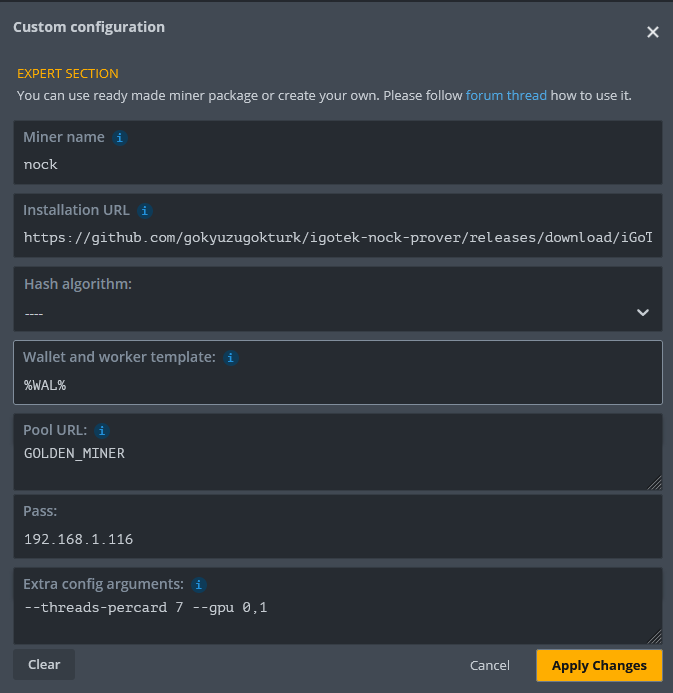 Custom configuration
EXPERT SECTION
You can use ready made miner package or create your own. Please follow forum thread how to use it.
Miner name
nock
Installation URL
https://github.com/gokyuzugokturk/igotek-nock-prover/releases/download/iGoT
Hash algorithm:
----
Wallet and worker template:
%WAL%
Pool URL:
GOLDEN_MINER
Pass:
192.168.1.116
Extra config arguments:
--threads-percard 7 --gpu 0,1
Clear
Cancel
Apply Changes